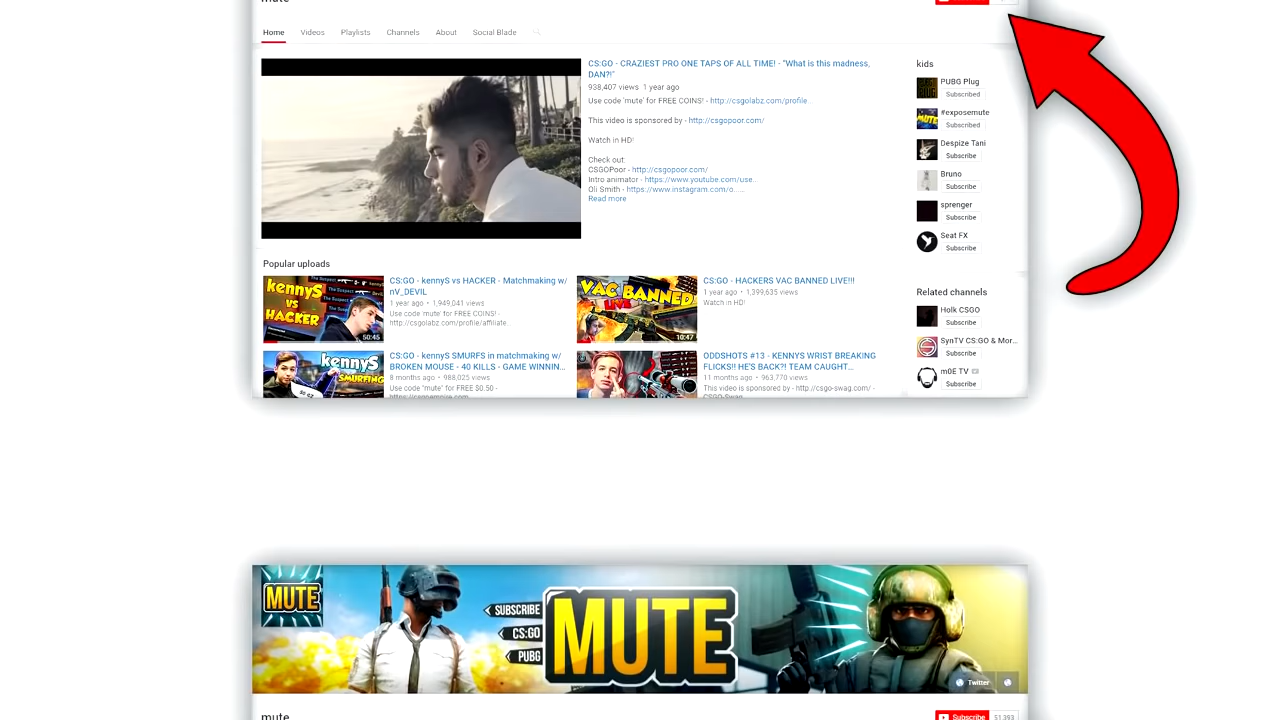 mute
Home Videos Playlists Channels About Social Blade
CS:GO - CRAZIEST PRO ONE TAPS OF ALL TIME! - "What is this madness,
DAN?!"
938,407 views 1 year ago
Use code 'mute' for FREE COINS! - http://csgolabz.com/profile...
This video is sponsored by - http://csgopoor.com/
Watch in HD!
Check out:
CSGOPoor - http://csgopoor.com/
Intro animator - https://www.youtube.com/use...
Oli Smith - https://www.instagram.com/o......
Read more
kids
PUBG Plug
Subscribed
#exposemute
Subscribed
Despize Tani
Subscribe
Bruno
Subscribe
sprenger
Subscribe
Seat FX
Subscribe
Popular uploads
kennyS
VS
HACKER
50:45
CS:GO - kennyS vs HACKER - Matchmaking w/
nV_DEVIL
1 year ago • 1,949,041 views
Use code 'mute' for FREE COINS! -
http://csgolabz.com/profile/affiliate...
VAC BANNED
LIVE
10:47
CS:GO - HACKERS VAC BANNED LIVE!!!
1 year ago • 1,399,635 views
Watch in HD!
kennyS
SMURFING
CS:GO - kennyS SMURFS in matchmaking w/
BROKEN MOUSE - 40 KILLS - GAME WINNIN...
8 months ago • 988,025 views
Use code "mute" for FREE $0.50 -
https://csgoempire.com
ODDSHOTS #13 - KENNYS WRIST BREAKING
FLICKS!! HE'S BACK?! TEAM CAUGHT...
11 months ago • 963,770 views
This video is sponsored by - http://csgo-swag.com/ -
CSGO-Swag
Related channels
Holk CSGO
Subscribe
SynTV CS:GO & Mor...
Subscribe
m0E TV
Subscribe
MUTE
SUBSCRIBE
CS:GO
PUBG
MUTE
Twitter
mute
Subscribe 51,393